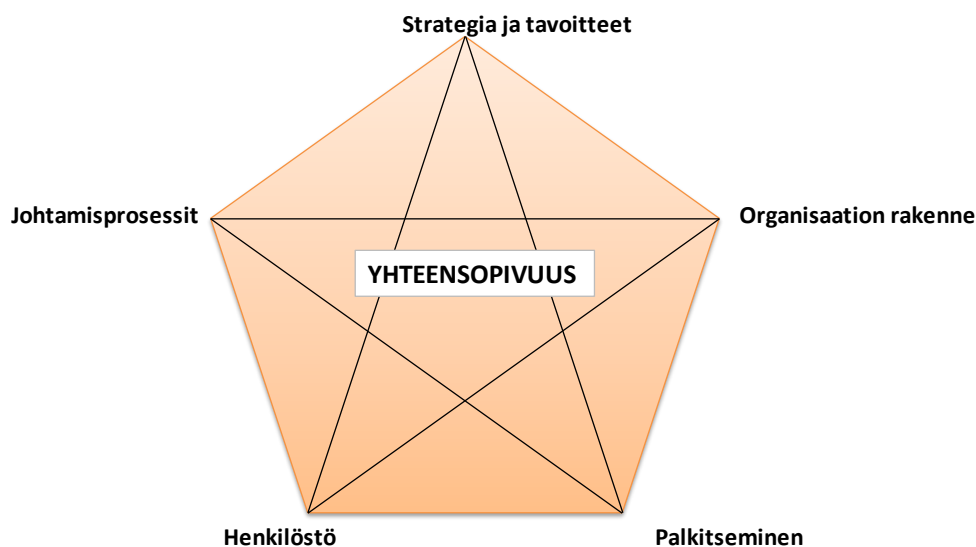 Strategia ja tavoitteet
Johtamisprosessit
Organisaation rakenne
YHTEENSOPIVUUS
Henkilöstö
Palkitseminen